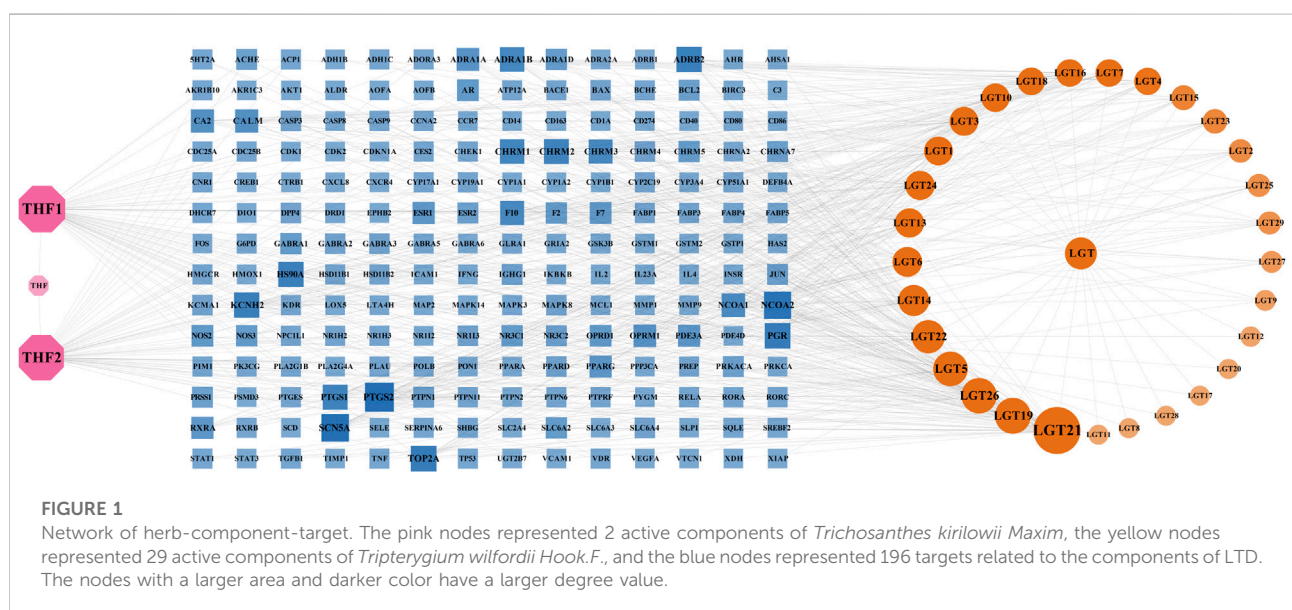 5HT2A ACHE ACP1 ADH1B ADH1C ADORA3 ADRA1A ADRA1B ADRA1D ADRA2A ADRB1 ADRB2 AHR AHSA1
AKR1B10 AKR1C3 AKT1 ALDR AOFA AOFB AR ATP12A BACE1 BAX BCHE BCL2 BIRC3 C3
CA2 CALM CASP3 CASP8 CASP9 CCNA2 CCR7 CD14 CD163 CD1A CD274 CD40 CD80 CD86
CDC25A CDC25B CDK1 CDK2 CDKN1A CES2 CHEK1 CHRM1 CHRM2 CHRM3 CHRM4 CHRM5 CHRNA2 CHRNA7
CNR1 CREB1 CTRB1 CXCL8 CXCR4 CYP17A1 CYP19A1 CYP1A1 CYP1A2 CYP1B1 CYP2C19 CYP3A4 CYP51A1 DEFB4A
DHCR7 DIO1 DPP4 DRD1 EPHB2 ESR1 ESR2 F10 F2 F7 FABP1 FABP3 FABP4 FABP5
FOS G6PD GABRA1 GABRA2 GABRA3 GABRA5 GABRA6 GLRA1 GRIA2 GSK3B GSTM1 GSTM2 GSTP1 HAS2
HMGCR HMOX1 HS90A HSD11B1 HSD11B2 ICAM1 IFNG IGHG1 IKBKB IL2 IL23A IL4 INSR JUN
KCMA1 KCNH2 KDR LOX5 LTA4H MAP2 MAPK14 MAPK3 MAPK8 MCL1 MMP1 MMP9 NCOA1 NCOA2
NOS2 NOS3 NPC1L1 NR1H2 NR1H3 NR1I2 NR1I3 NR3C1 NR3C2 OPRD1 OPRM1 PDE3A PDE4D PGR
PIM1 PK3CG PLA2G1B PLA2G4A PLAU POLB PON1 PPARA PPARD PPARG PPP3CA PREP PRKACA PRKCA
PRSS1 PSMD3 PTGES PTGS1 PTGS2 PTPN1 PTPN11 PTPN2 PTPN6 PTPRF PYGM RELA RORA RORC
RXRA RXRB SCD SCN5A SELE SERPINA6 SHBG SLC2A4 SLC6A2 SLC6A3 SLC6A4 SLP1 SQLE SREBF2
STAT1 STAT3 TGFB1 TIMP1 TNF TOP2A TP53 UGT2B7 VCAM1 VDR VEGFA VTCN1 XDH XIAP
THF1
THF
THF2
LGT16
LGT7
LGT4
LGT15
LGT23
LGT2
LGT25
LGT29
LGT27
LGT9
LGT12
LGT20
LGT17
LGT28
LGT8
LGT11
LGT21
LGT19
LGT26
LGT5
LGT22
LGT14
LGT6
LGT13
LGT24
LGT1
LGT3
LGT10
LGT18
LGT
FIGURE 1
Network of herb-component-target. The pink nodes represented 2 active components of Trichosanthes kirilowii Maxim, the yellow nodes
represented 29 active components of Tripterygium wilfordii Hook.F., and the blue nodes represented 196 targets related to the components of LTD.
The nodes with a larger area and darker color have a larger degree value.